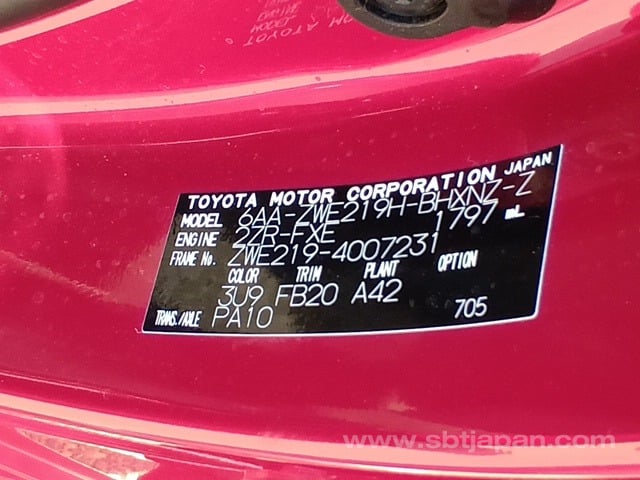 TOYOTA MOTOR CORPORATION JAPAN
MODEL 6AA-ZWE219H-BHXNZ-Z
ENGINE 2ZR-FXE 1797 mL
FRAME No. ZWE219-4007231
COLOR TRIM PLANT OPTION
3U9 FB20 A42
TRANS./AXLE PA10 705
www.sbtjapan.com